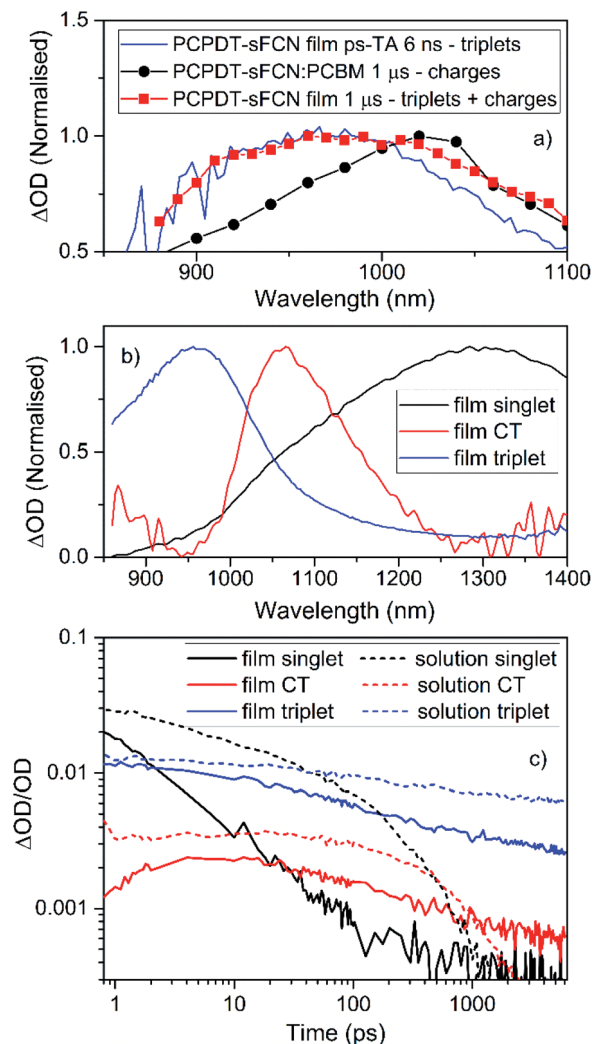 PCPDT-sFCN film ps-TA 6 ns - triplets
PCPDT-sFCN:PCBM 1 μs - charges
PCPDT-sFCN film 1 μs - triplets + charges
a)
1.0
0.5
ΔOD (Normalised)
900 1000 1100
Wavelength (nm)
b)
film singlet
film CT
film triplet
1.0
0.5
0.0
ΔOD (Normalised)
900 1000 1100 1200 1300 1400
Wavelength (nm)
film singlet solution singlet
film CT solution CT
film triplet solution triplet
c)
0.1
0.01
0.001
ΔOD/OD
1 10 100 1000
Time (ps)